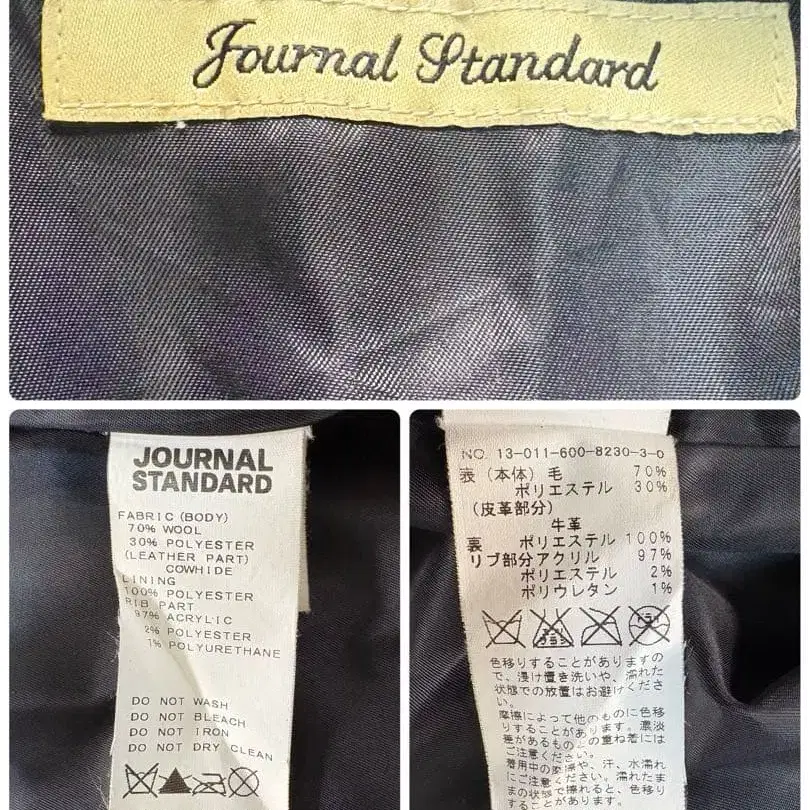 Journal Standard
JOURNAL
STANDARD
FABRIC (BODY)
70% WOOL
30% POLYESTER
(LEATHER PART)
COWHIDE
LINING
100% POLYESTER
RIB PART
97% ACRYLIC
2% POLYESTER
1% POLYURETHANE
DO NOT WASH
DO NOT BLEACH
DO NOT IRON
DO NOT DRY CLEAN
NO. 13-011-600-8230-3-0
表 (本体) 毛 70%
ポリエステル 30%
(皮革部分)
牛革
裏 ポリエステル 100%
リブ部分アクリル 97%
ポリエステル 2%
ポリウレタン 1%
色移りすることがありますの
で、浸け置き洗いや、濡れた
状態での放置はお避けくださ
い。
摩擦によって他のものに色移
りすることがあります。濃淡
差があるものとの重ね着には
ご注意ください。
着用中の摩擦や、汗、水濡れ
にご注意ください。濡れたま
まの状態で擦れると、色移り
することがあります。